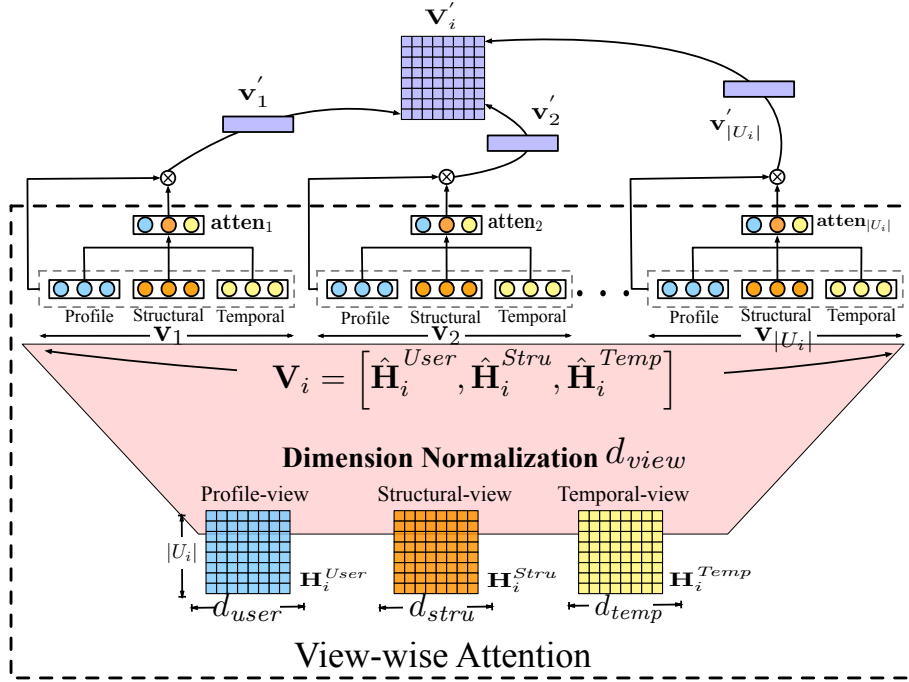 V'_i
v'_1
v'_2
v'_{|U_i|}
atten_1
atten_2
atten_{|U_i|}
Profile Structural Temporal
Profile Structural Temporal
. . .
Profile Structural Temporal
v_1
v_2
v_{|U_i|}
V_i = [Ĥ_i^{User}, Ĥ_i^{Stru}, Ĥ_i^{Temp}]
Dimension Normalization d_{view}
Profile-view
Structural-view
Temporal-view
|U_i|
H_i^{User}
H_i^{Stru}
H_i^{Temp}
d_{user}
d_{stru}
d_{temp}
View-wise Attention